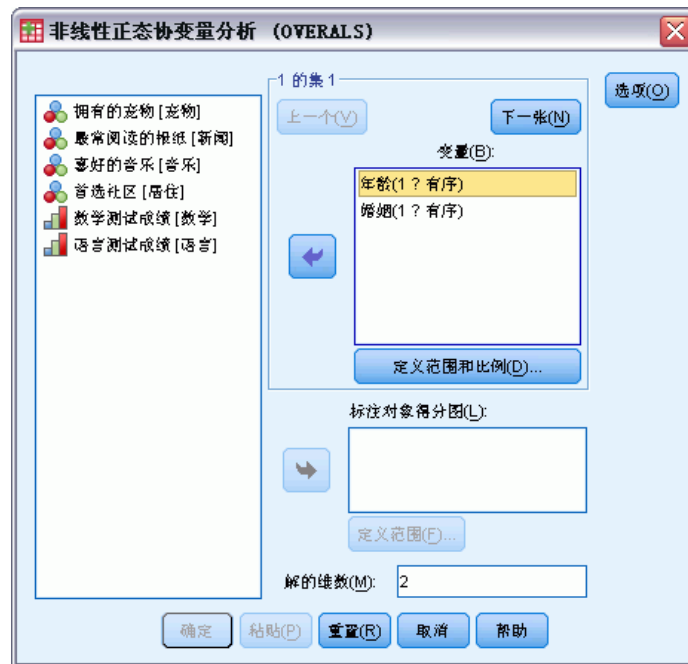 非线性正态协变量分析 (OVERALS)
拥有的宠物 [宠物]
最常阅读的报纸 [新闻]
喜好的音乐 [音乐]
首选社区 [居住]
数学测试成绩 [数学]
语言测试成绩 [语言]
1 的集 1
上一个(V)
下一张(N)
变量(B):
年龄(1 ? 有序)
婚姻(1 ? 有序)
定义范围和比例(D)...
标注对象得分图(L):
定义范围(F)...
解的维数(M): 2
选项(O)
确定 粘贴(P) 重置(R) 取消 帮助